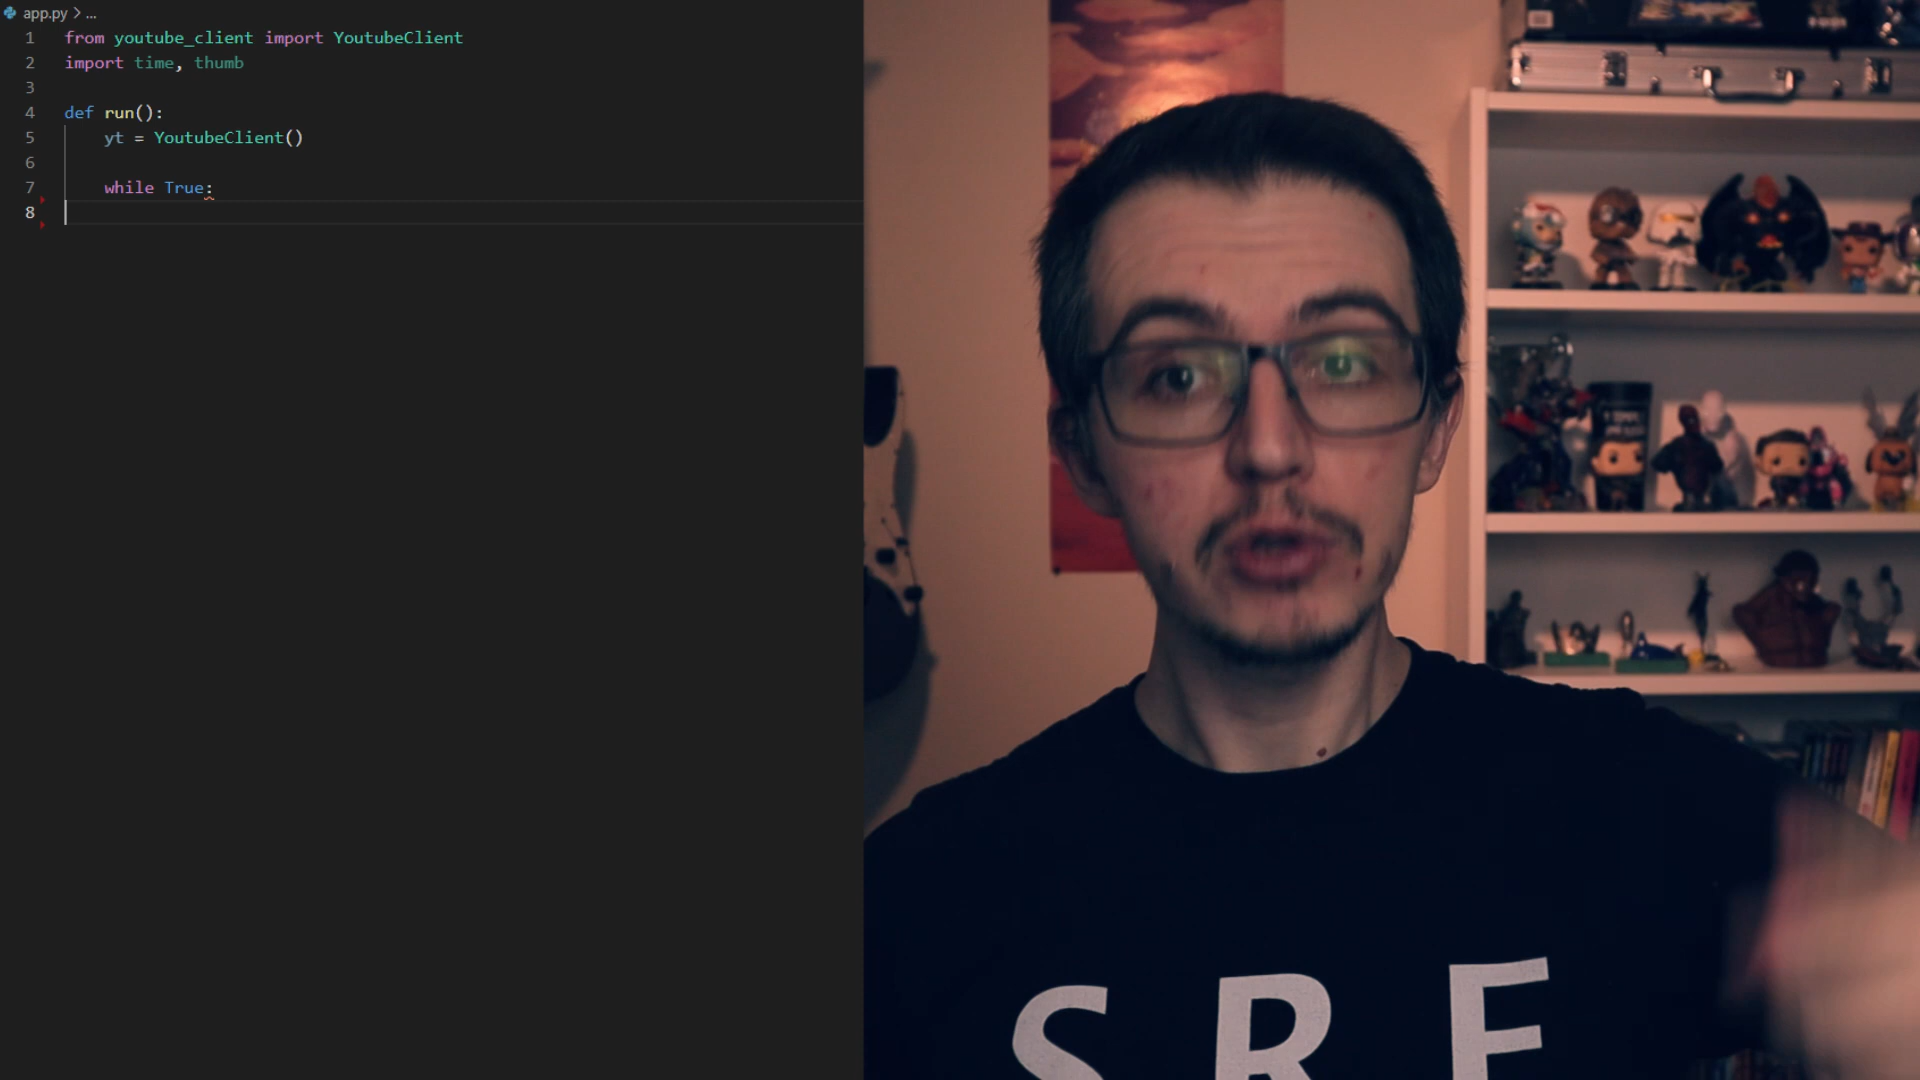 app.py > ...
1 from youtube_client import YoutubeClient
2 import time, thumb
3
4 def run():
5 yt = YoutubeClient()
6
7 while True:
8
SRE